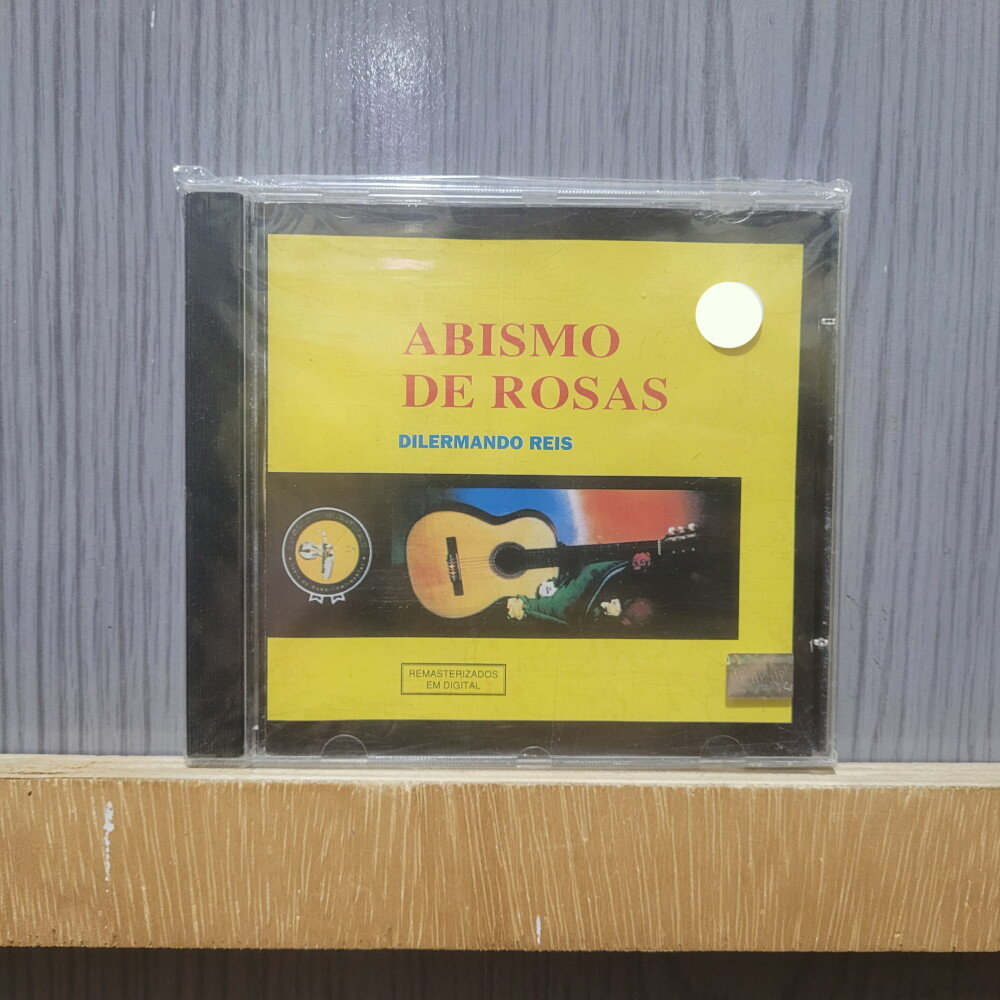 ABISMO
DE ROSAS
DILERMANDO REIS
REMASTERIZADOS
EM DIGITAL